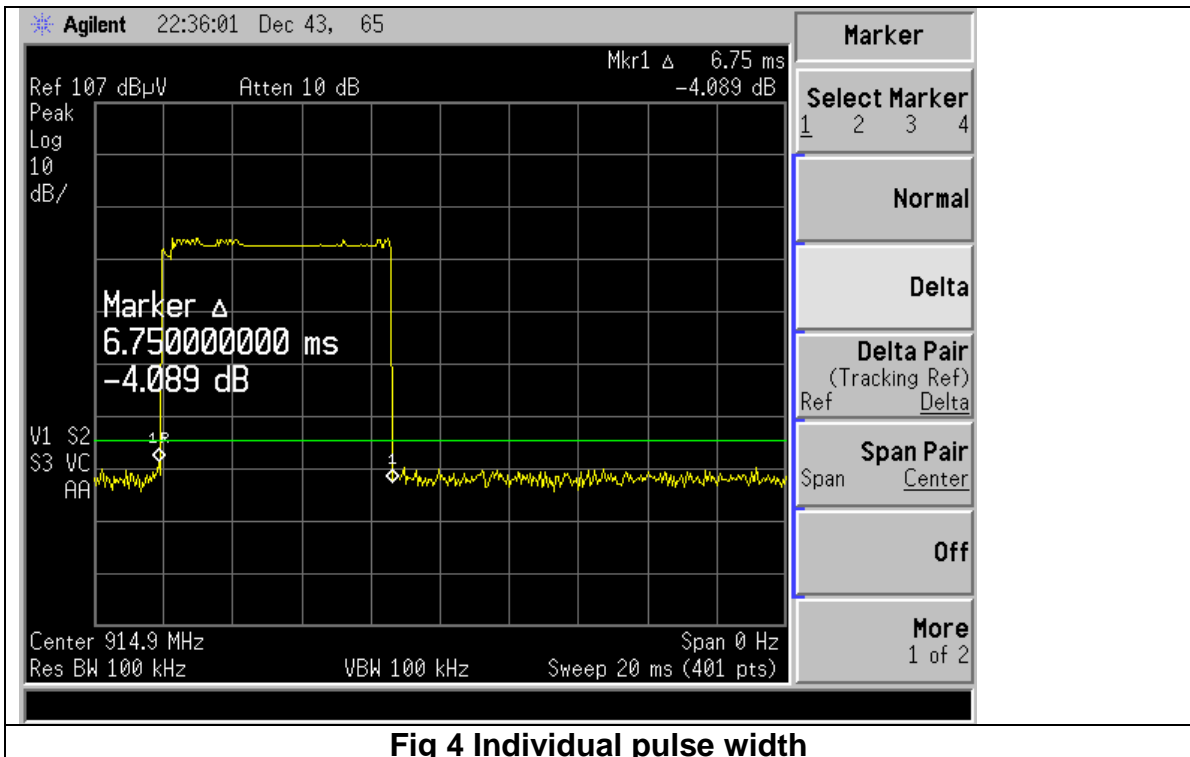 Agilent 22:36:01 Dec 43, 65
Mkr1 Δ 6.75 ms
Ref 107 dBµV Atten 10 dB -4.089 dB
Peak
Log
10
dB/
Marker Δ
6.750000000 ms
-4.089 dB
1R
1
V1 S2
S3 VC
AA
Center 914.9 MHz Span 0 Hz
Res BW 100 kHz VBW 100 kHz Sweep 20 ms (401 pts)
Marker
Select Marker
1 2 3 4
Normal
Delta
Delta Pair
(Tracking Ref)
Ref Delta
Span Pair
Span Center
Off
More
1 of 2
Fig 4 Individual pulse width